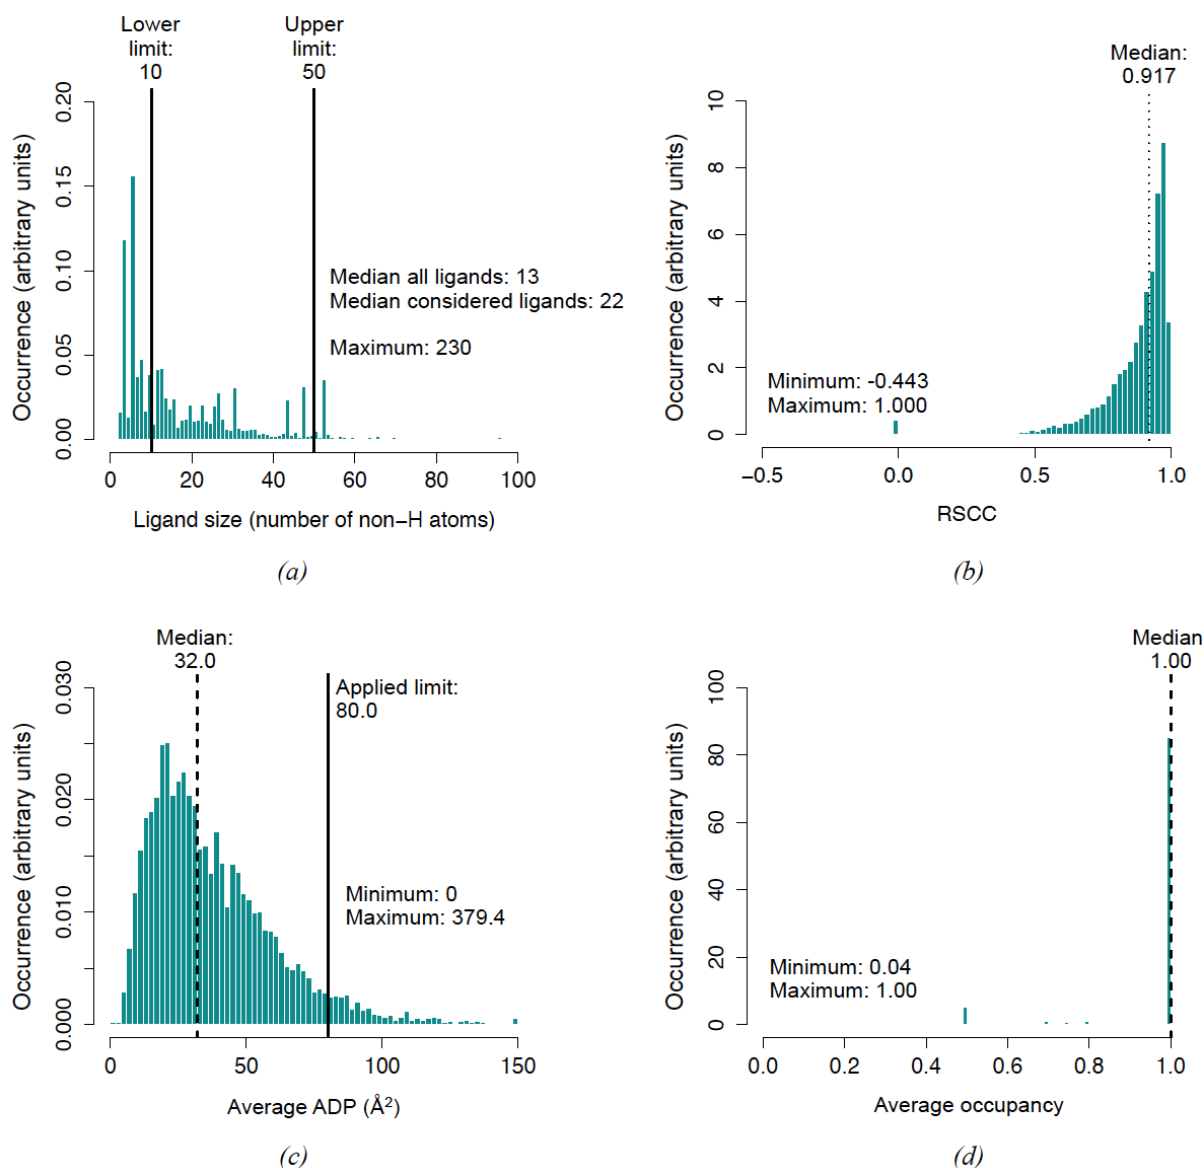 Lower
limit:
10
Upper
limit:
50
0.20
0.15
0.10
0.05
0.00
Occurrence (arbitrary units)
Median all ligands: 13
Median considered ligands: 22
Maximum: 230
0 20 40 60 80 100
Ligand size (number of non−H atoms)
(a)
Median:
0.917
10
8
6
4
2
0
Occurrence (arbitrary units)
Minimum: -0.443
Maximum: 1.000
−0.5 0.0 0.5 1.0
RSCC
(b)
Median:
32.0
Applied limit:
80.0
0.030
0.020
0.010
0.000
Occurrence (arbitrary units)
Minimum: 0
Maximum: 379.4
0 50 100 150
Average ADP (Å²)
(c)
Median
1.00
100
80
60
40
20
0
Occurrence (arbitrary units)
Minimum: 0.04
Maximum: 1.00
0.0 0.2 0.4 0.6 0.8 1.0
Average occupancy
(d)